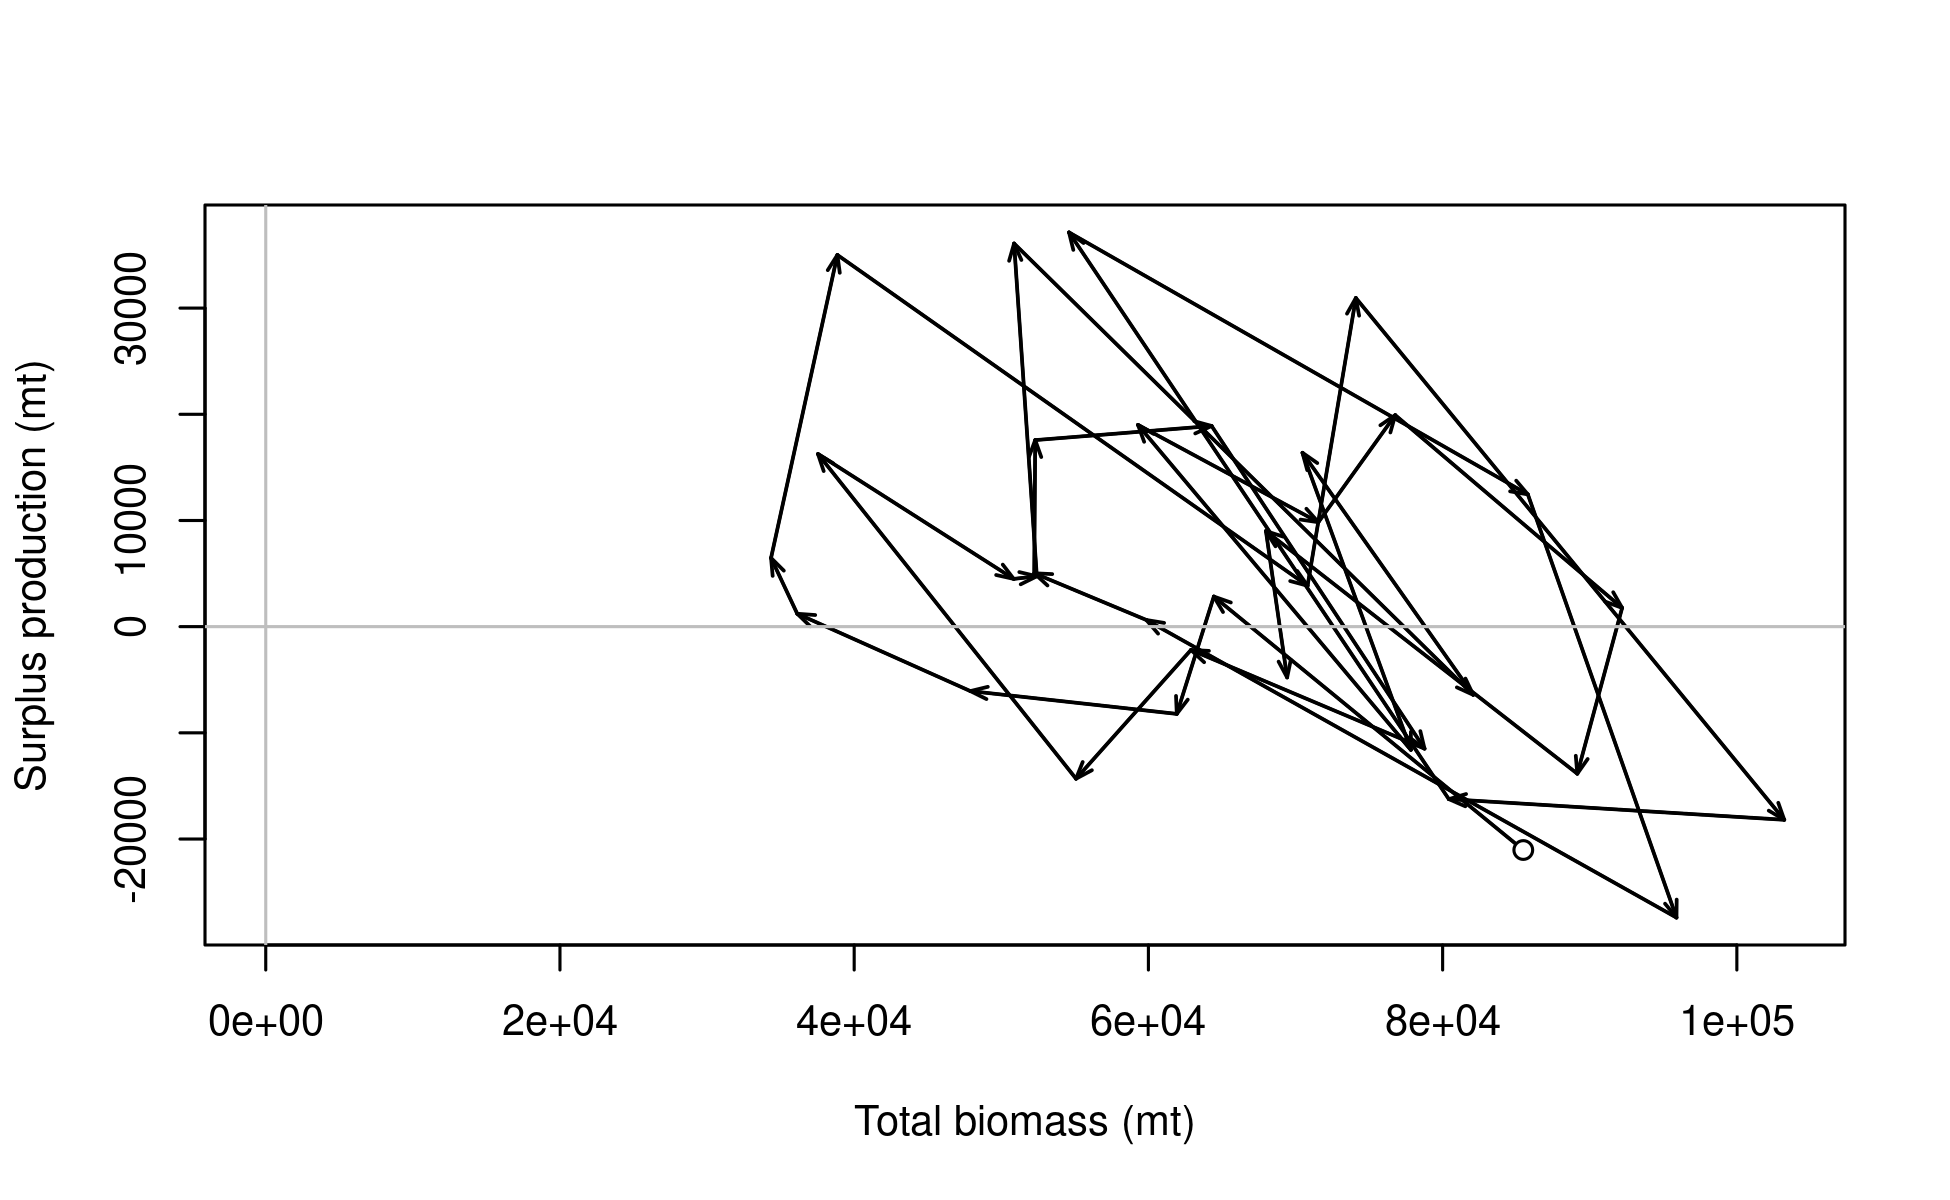 Surplus production (mt)
30000
10000
0
-20000
0e+00 2e+04 4e+04 6e+04 8e+04 1e+05
Total biomass (mt)